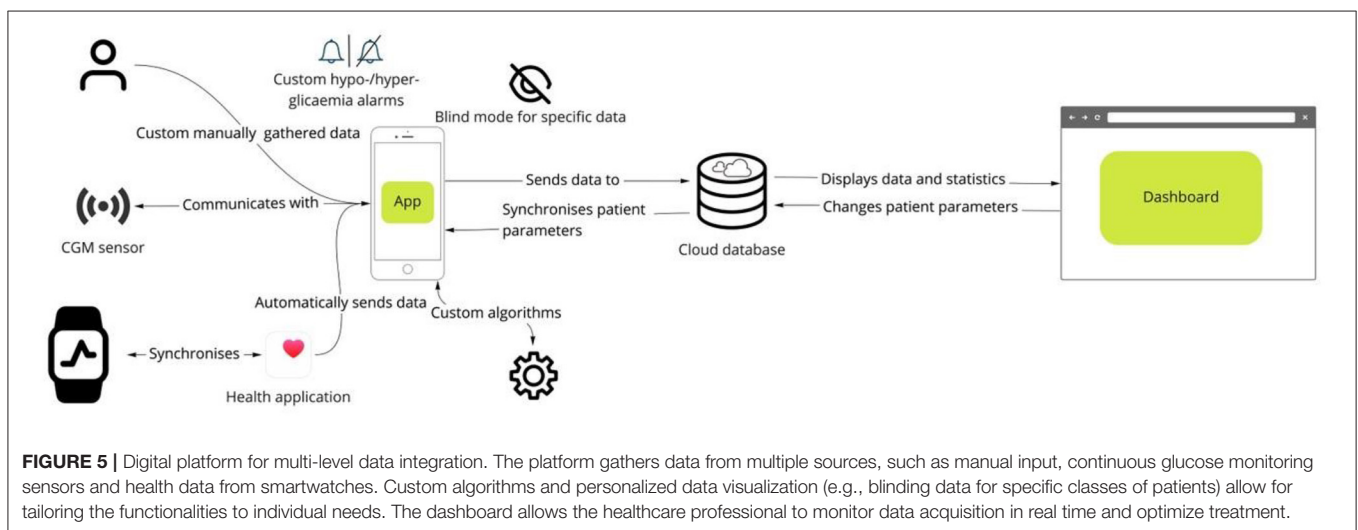 Custom hypo-/hyper-
glicaemia alarms
Blind mode for specific data
Custom manually gathered data
App
Sends data to
Synchronises patient
parameters
Displays data and statistics
Changes patient parameters
Dashboard
Communicates with
CGM sensor
Cloud database
Automatically sends data
Custom algorithms
Synchronises
Health application
FIGURE 5 | Digital platform for multi-level data integration. The platform gathers data from multiple sources, such as manual input, continuous glucose monitoring
sensors and health data from smartwatches. Custom algorithms and personalized data visualization (e.g., blinding data for specific classes of patients) allow for
tailoring the functionalities to individual needs. The dashboard allows the healthcare professional to monitor data acquisition in real time and optimize treatment.